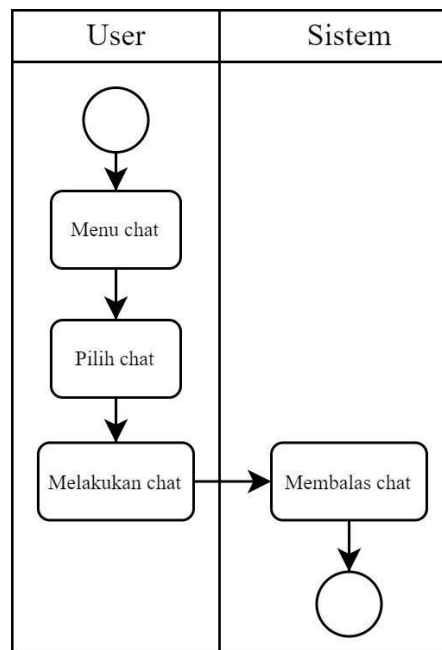 User
Sistem
Menu chat
Pilih chat
Melakukan chat
Membalas chat